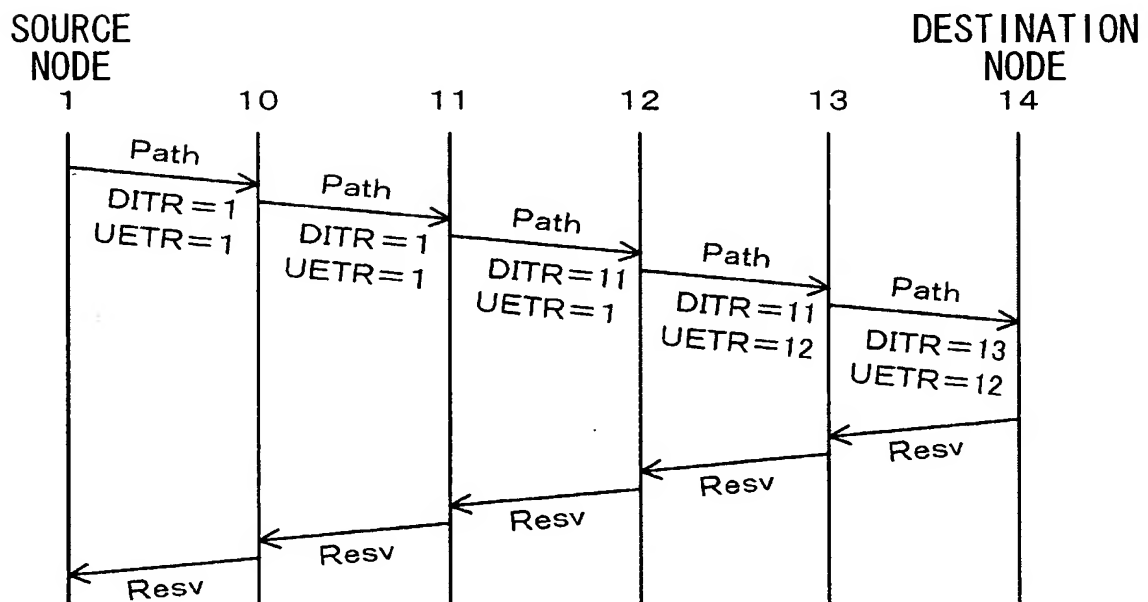 SOURCE
NODE
DESTINATION
NODE
1
10
11
12
13
14
Path
DITR=1
UETR=1
Path
DITR=1
UETR=1
Path
DITR=11
UETR=1
Path
DITR=11
UETR=12
Path
DITR=13
UETR=12
Resv
Resv
Resv
Resv
Resv